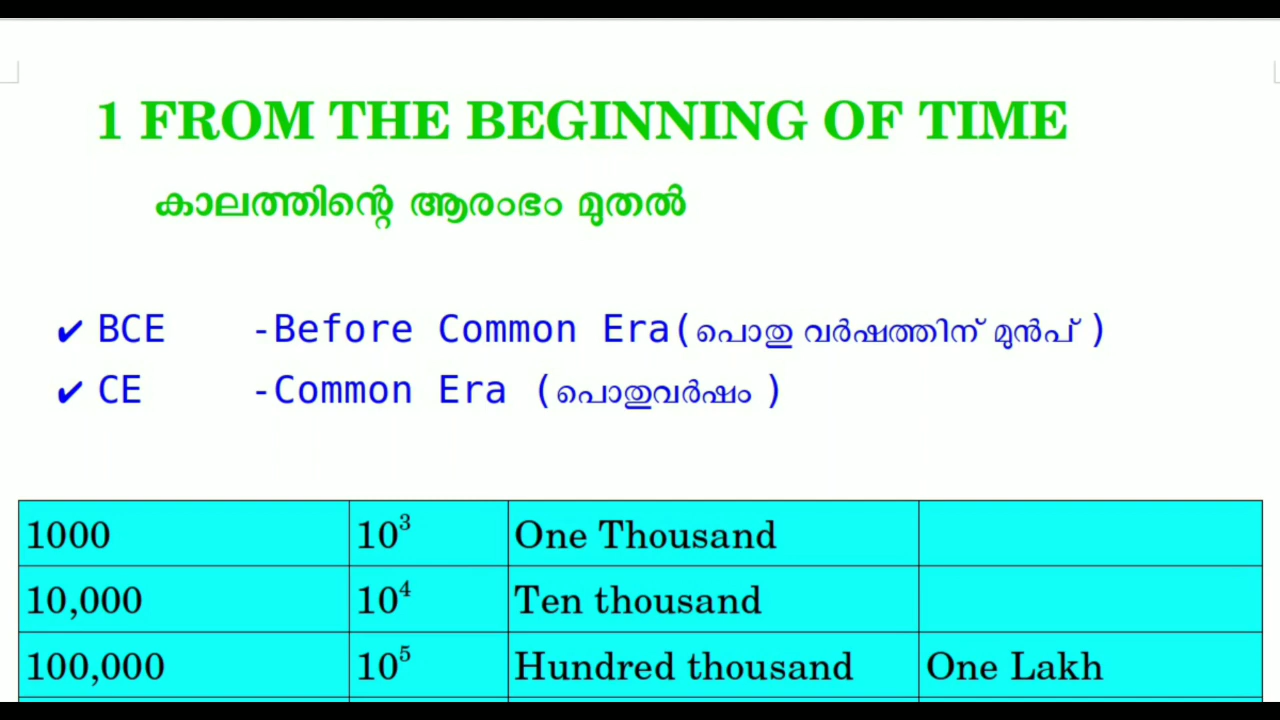 1 FROM THE BEGINNING OF TIME
കാലത്തിന്റെ ആരംഭം മുതൽ
✔ BCE -Before Common Era(പൊതു വർഷത്തിന് മുൻപ് )
✔ CE -Common Era (പൊതുവർഷം )
1000 10³ One Thousand
10,000 10⁴ Ten thousand
100,000 10⁵ Hundred thousand One Lakh